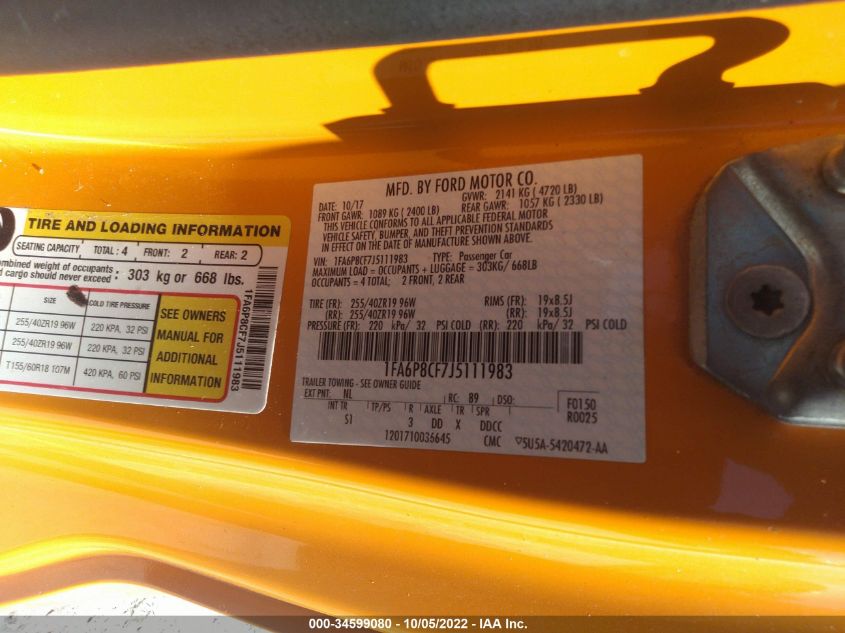 TIRE AND LOADING INFORMATION
SEATING CAPACITY TOTAL: 4 FRONT: 2 REAR: 2
ombined weight of occupants
d cargo should never exceed : 303 kg or 668 lbs.
SIZE COLD TIRE PRESSURE
255/40ZR19 96W 220 KPA, 32 PSI
255/40ZR19 96W 220 KPA, 32 PSI
T155/60R18 107M 420 KPA, 60 PSI
SEE OWNERS
MANUAL FOR
ADDITIONAL
INFORMATION
1FA6P8CF7J5111983
MFD. BY FORD MOTOR CO.
DATE: 10/17 GVWR: 2141 KG ( 4720 LB)
FRONT GAWR: 1089 KG ( 2400 LB) REAR GAWR: 1057 KG ( 2330 LB)
THIS VEHICLE CONFORMS TO ALL APPLICABLE FEDERAL MOTOR
VEHICLE SAFETY, BUMPER, AND THEFT PREVENTION STANDARDS
IN EFFECT ON THE DATE OF MANUFACTURE SHOWN ABOVE.
VIN: 1FA6P8CF7J5111983 TYPE: Passenger Car
MAXIMUM LOAD = OCCUPANTS + LUGGAGE = 303KG/ 668LB
OCCUPANTS = 4 TOTAL: 2 FRONT, 2 REAR
TIRE (FR): 255/40ZR19 96W RIMS (FR): 19x8.5J
(RR): 255/40ZR19 96W (RR): 19x8.5J
PRESSURE (FR): 220 kPa/ 32 PSI COLD (RR): 220 kPa/ 32 PSI COLD
1FA6P8CF7J5111983
TRAILER TOWING - SEE OWNER GUIDE
EXT PNT: NL RC: 89 DSO: F0150
R0025
INT TR TP/PS R AXLE TR SPR
SI 3 DD X DDCC
1201710036645 CMC 5U5A-5420472-AA
000-34599080 - 10/05/2022 - IAA Inc.